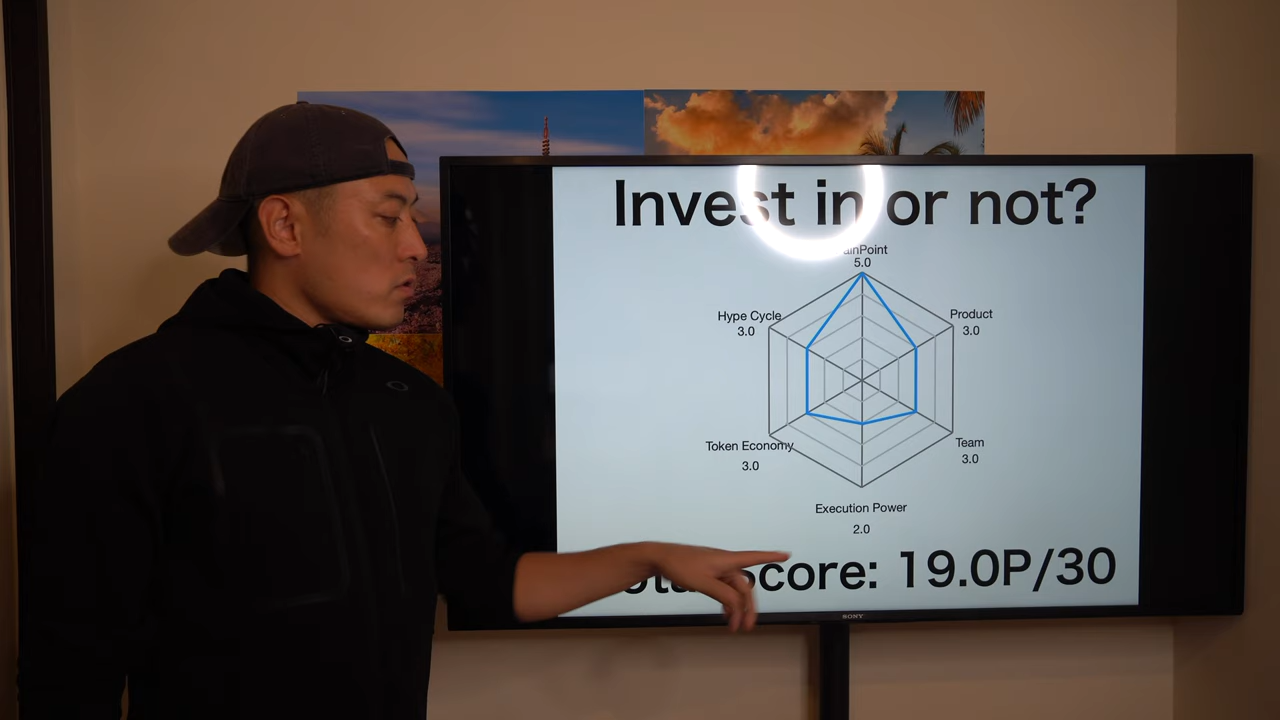 Invest in or not?
5.0
Hype Cycle
3.0
Product
3.0
Token Economy
3.0
Team
3.0
Execution Power
2.0
Score: 19.0P/30
SONY